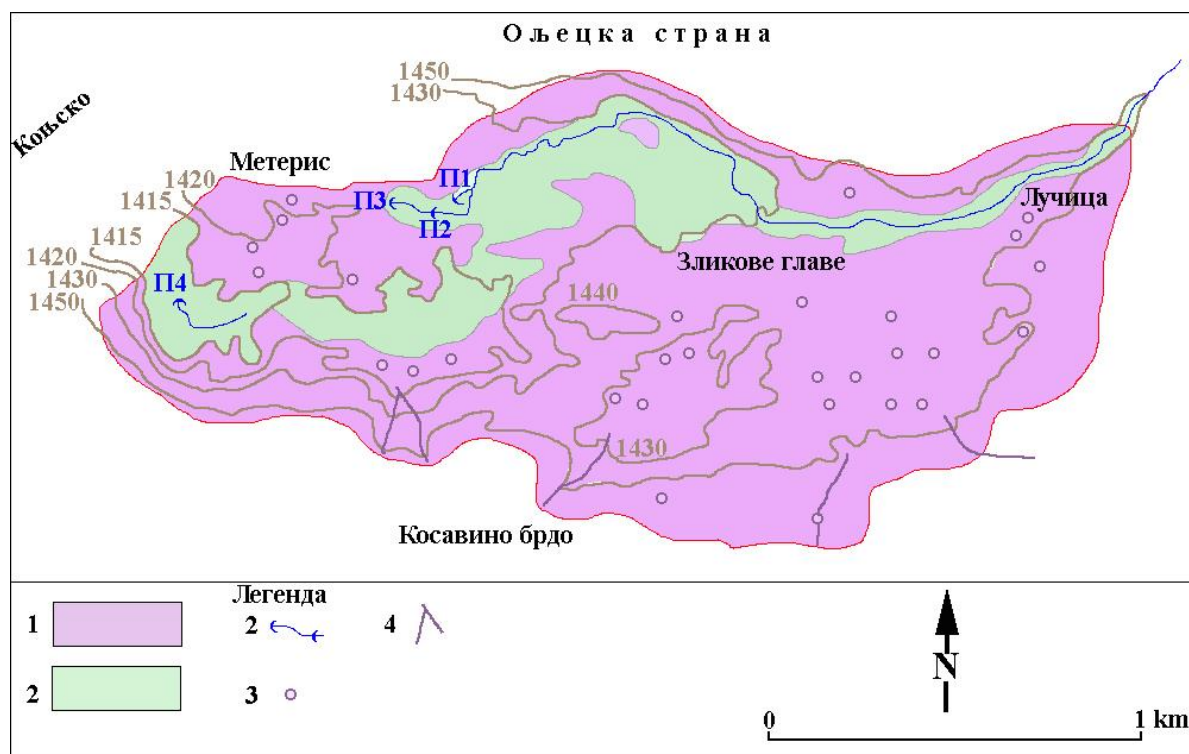 Ољецка страна
1450
1430
Коњско
Метерис
1420
1415
П1
П3
П2
Лучица
1415
1420
1430
1450
П4
Зликове главе
1440
1430
Косавино брдо
Легенда
1
2
4
2
3
N
0
1 km